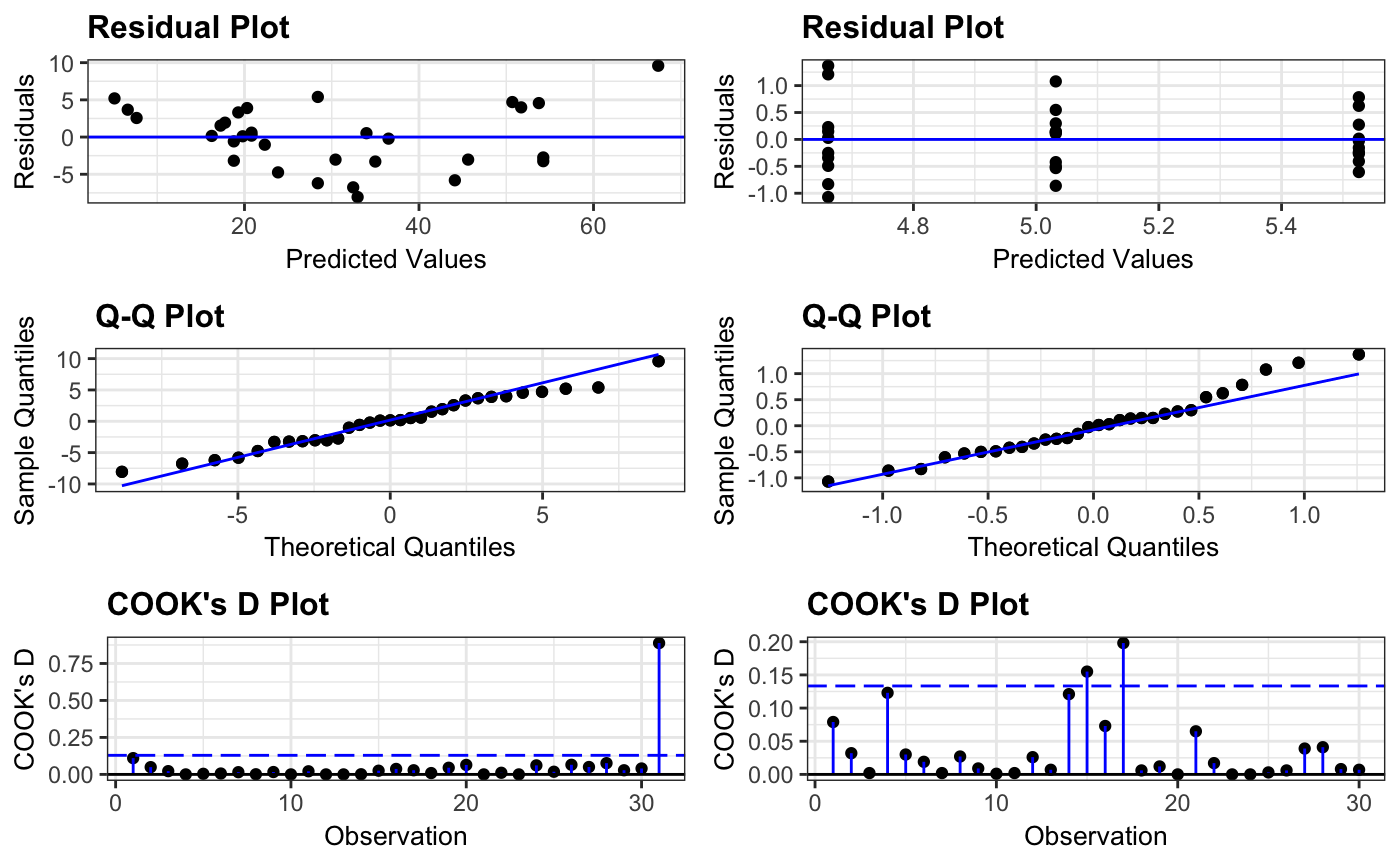 Residual Plot
Residuals
10
5
0
-5
20 40 60
Predicted Values
Residual Plot
Residuals
1.0
0.5
0.0
-0.5
-1.0
4.8 5.0 5.2 5.4
Predicted Values
Q-Q Plot
Sample Quantiles
10
5
0
-5
-10
-5 0 5
Theoretical Quantiles
Q-Q Plot
Sample Quantiles
1.0
0.5
0.0
-0.5
-1.0
-1.0 -0.5 0.0 0.5 1.0
Theoretical Quantiles
COOK's D Plot
COOK's D
0.75
0.50
0.25
0.00
0 10 20 30
Observation
COOK's D Plot
COOK's D
0.20
0.15
0.10
0.05
0.00
0 10 20 30
Observation